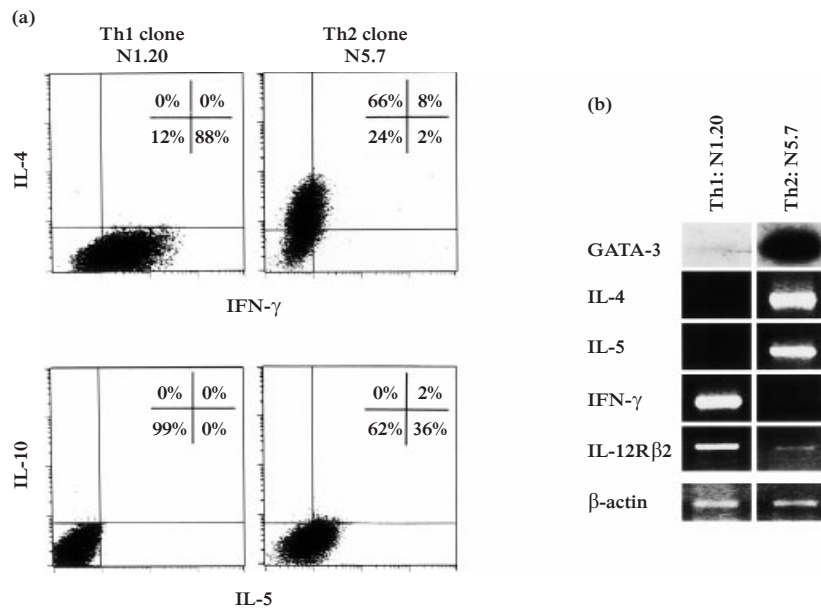 (a)
Th1 clone
N1.20
Th2 clone
N5.7
IL-4
0% 0%
12% 88%
66% 8%
24% 2%
IFN-γ
IL-10
0% 0%
99% 0%
0% 2%
62% 36%
IL-5
(b)
Th1: N1.20
Th2: N5.7
GATA-3
IL-4
IL-5
IFN-γ
IL-12Rβ2
β-actin